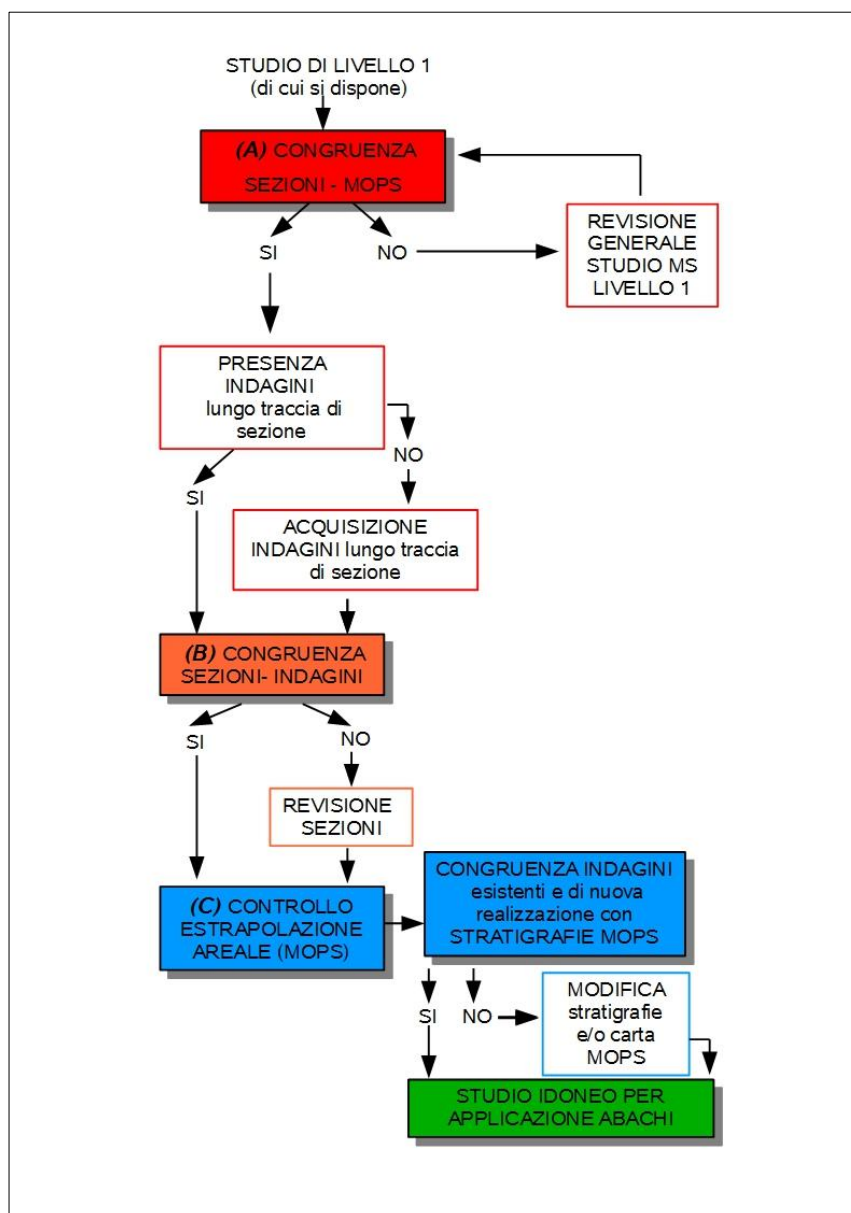 STUDIO DI LIVELLO 1
(di cui si dispone)
(A) CONGRUENZA
SEZIONI - MOPS
SI
NO
REVISIONE
GENERALE
STUDIO MS
LIVELLO 1
PRESENZA
INDAGINI
lungo traccia di
sezione
NO
SI
ACQUISIZIONE
INDAGINI lungo traccia
di sezione
(B) CONGRUENZA
SEZIONI- INDAGINI
SI
NO
REVISIONE
SEZIONI
(C) CONTROLLO
ESTRAPOLAZIONE
AREALE (MOPS)
CONGRUENZA INDAGINI
esistenti e di nuova
realizzazione con
STRATIGRAFIE MOPS
SI
NO
MODIFICA
stratigrafie
e/o carta
MOPS
STUDIO IDONEO PER
APPLICAZIONE ABACHI